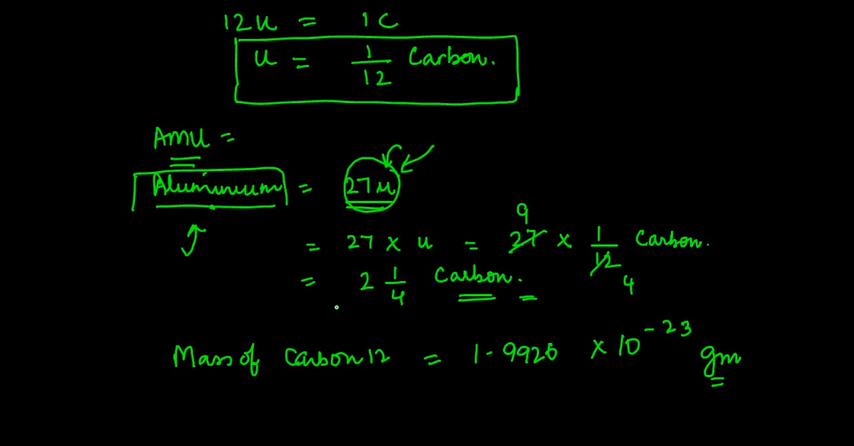 12u = 1C
u = 1/12 Carbon.
AMU =
Aluminium = 27u
= 27 x u = 27 9 x 1/12 4 Carbon.
= 2 1/4 Carbon.
Mass of Carbon 12 = 1.9926 x 10^-23 gm